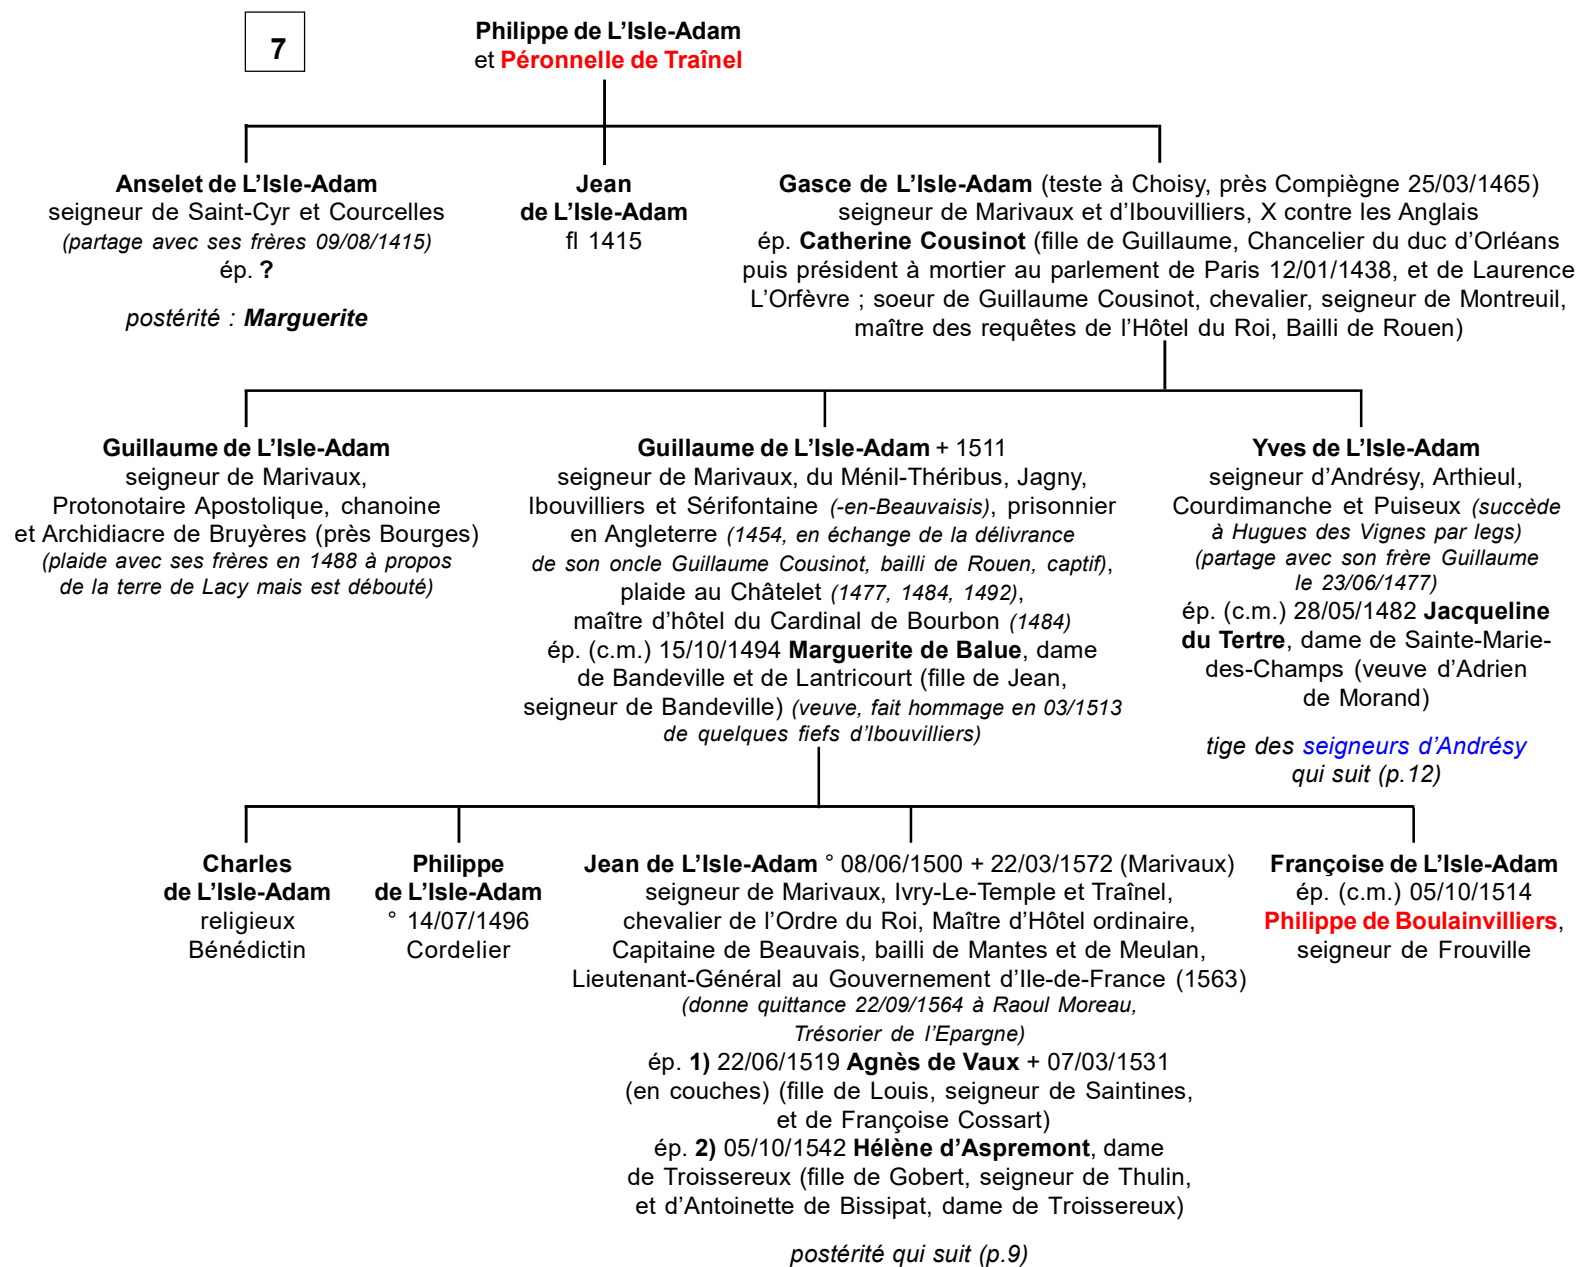 7
Philippe de L'Isle-Adam
et Péronnelle de Traînel
Anselet de L'Isle-Adam
seigneur de Saint-Cyr et Courcelles
(partage avec ses frères 09/08/1415)
ép. ?
postérité : Marguerite
Jean
de L'Isle-Adam
fl 1415
Gasce de L'Isle-Adam (teste à Choisy, près Compiègne 25/03/1465)
seigneur de Marivaux et d'Ibouvilliers, X contre les Anglais
ép. Catherine Cousinot (fille de Guillaume, Chancelier du duc d'Orléans
puis président à mortier au parlement de Paris 12/01/1438, et de Laurence
L'Orfèvre ; soeur de Guillaume Cousinot, chevalier, seigneur de Montreuil,
maître des requêtes de l'Hôtel du Roi, Bailli de Rouen)
Guillaume de L'Isle-Adam
seigneur de Marivaux,
Protonotaire Apostolique, chanoine
et Archidiacre de Bruyères (près Bourges)
(plaide avec ses frères en 1488 à propos
de la terre de Lacy mais est débouté)
Guillaume de L'Isle-Adam + 1511
seigneur de Marivaux, du Ménil-Théribus, Jagny,
Ibouvilliers et Sérifontaine (-en-Beauvaisis), prisonnier
en Angleterre (1454, en échange de la délivrance
de son oncle Guillaume Cousinot, bailli de Rouen, captif),
plaide au Châtelet (1477, 1484, 1492),
maître d'hôtel du Cardinal de Bourbon (1484)
ép. (c.m.) 15/10/1494 Marguerite de Balue, dame
de Bandeville et de Lantricourt (fille de Jean,
seigneur de Bandeville) (veuve, fait hommage en 03/1513
de quelques fiefs d'Ibouvilliers)
Yves de L'Isle-Adam
seigneur d'Andrésy, Arthieul,
Courdimanche et Puiseux (succède
à Hugues des Vignes par legs)
(partage avec son frère Guillaume
le 23/06/1477)
ép. (c.m.) 28/05/1482 Jacqueline
du Tertre, dame de Sainte-Marie-
des-Champs (veuve d'Adrien
de Morand)
tige des seigneurs d'Andrésy
qui suit (p.12)
Charles
de L'Isle-Adam
religieux
Bénédictin
Philippe
de L'Isle-Adam
° 14/07/1496
Cordelier
Jean de L'Isle-Adam ° 08/06/1500 + 22/03/1572 (Marivaux)
seigneur de Marivaux, Ivry-Le-Temple et Traînel,
chevalier de l'Ordre du Roi, Maître d'Hôtel ordinaire,
Capitaine de Beauvais, bailli de Mantes et de Meulan,
Lieutenant-Général au Gouvernement d'Ile-de-France (1563)
(donne quittance 22/09/1564 à Raoul Moreau,
Trésorier de l'Epargne)
ép. 1) 22/06/1519 Agnès de Vaux + 07/03/1531
(en couches) (fille de Louis, seigneur de Saintines,
et de Françoise Cossart)
ép. 2) 05/10/1542 Hélène d'Aspremont, dame
de Troissereux (fille de Gobert, seigneur de Thulin,
et d'Antoinette de Bissipat, dame de Troissereux)
postérité qui suit (p.9)
Françoise de L'Isle-Adam
ép. (c.m.) 05/10/1514
Philippe de Boulainvilliers,
seigneur de Frouville